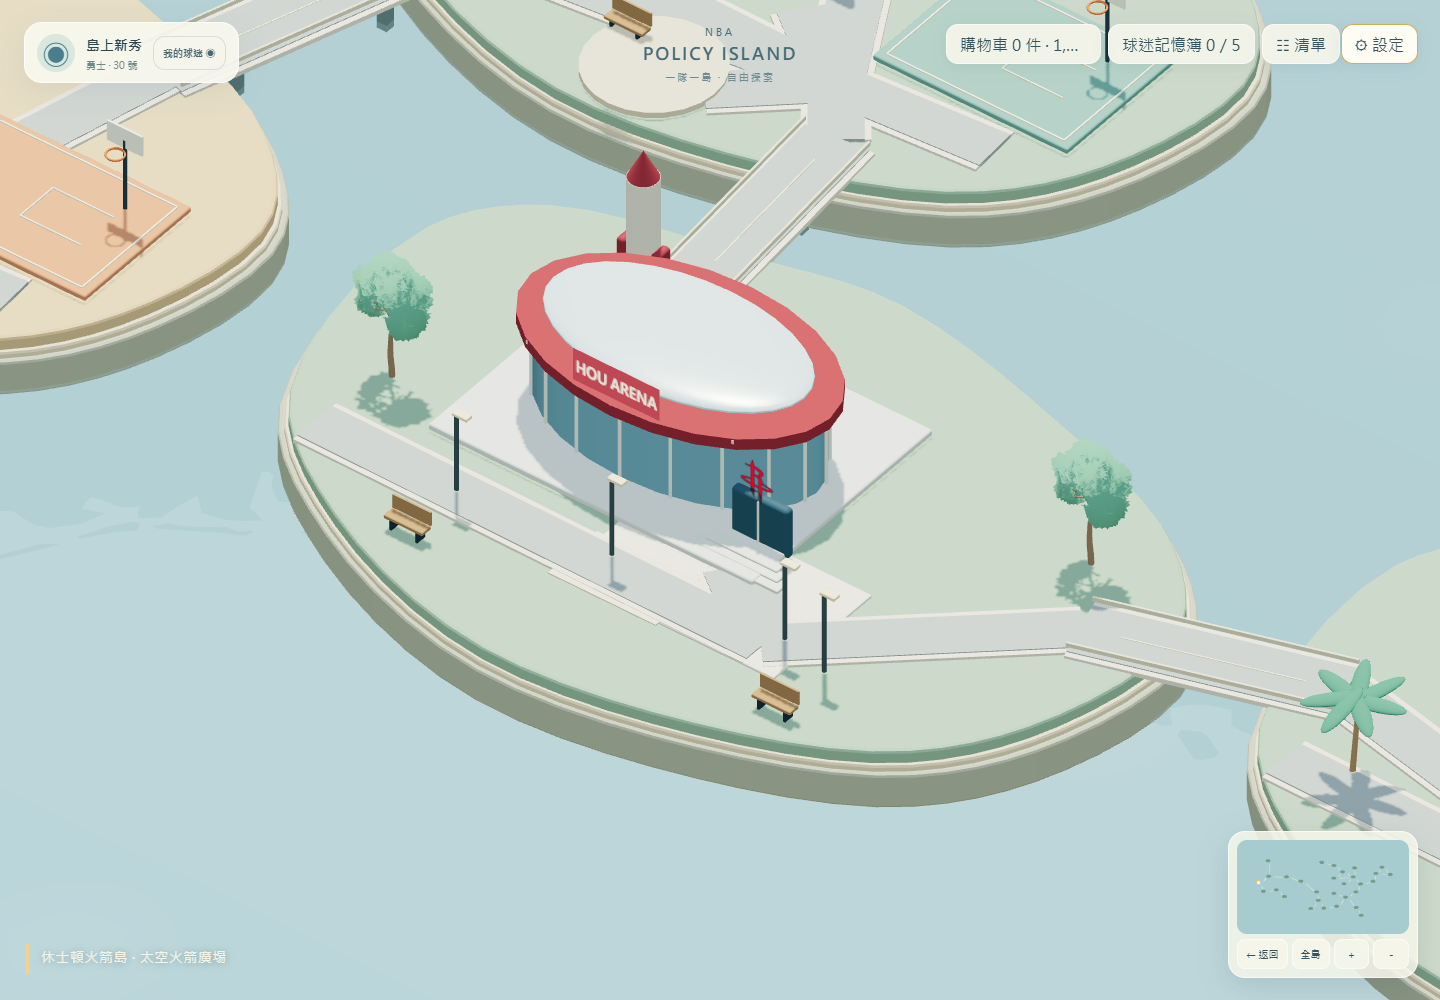 島上新秀
勇士 · 30 號
我的球迷 ◉
NBA
POLICY ISLAND
一隊一島 · 自由探索
購物車 0 件 · 1,...
球迷記憶簿 0 / 5
☷ 清單
⚙ 設定
HOU ARENA
休士頓火箭島 · 太空火箭廣場
← 返回
全島
+
-